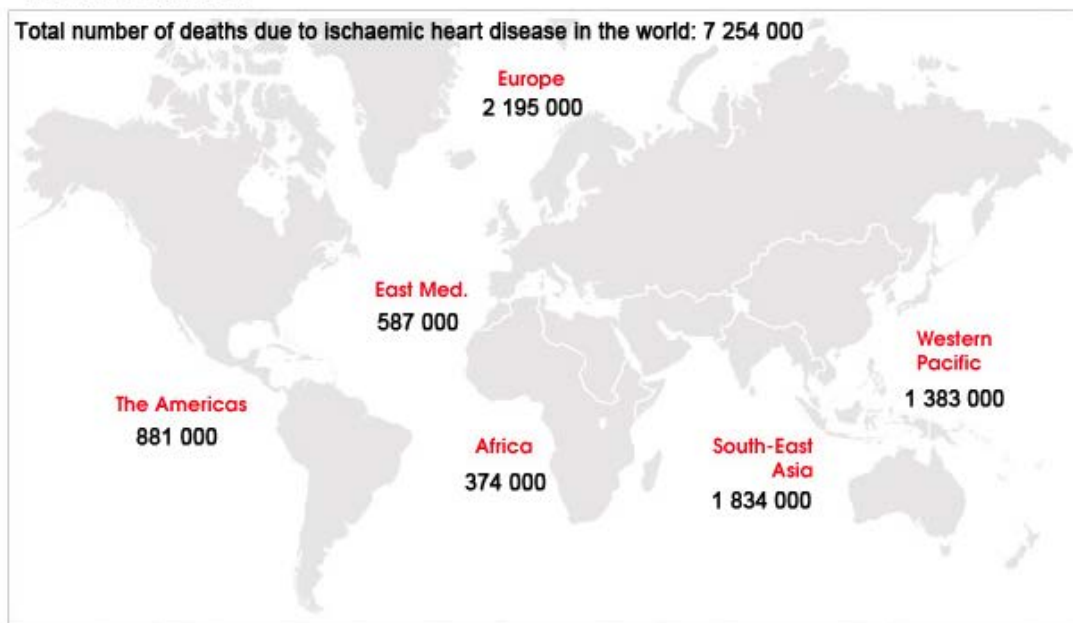 Total number of deaths due to ischaemic heart disease in the world: 7 254 000
Europe
2 195 000
East Med.
587 000
Western
Pacific
1 383 000
The Americas
881 000
Africa
374 000
South-East
Asia
1 834 000